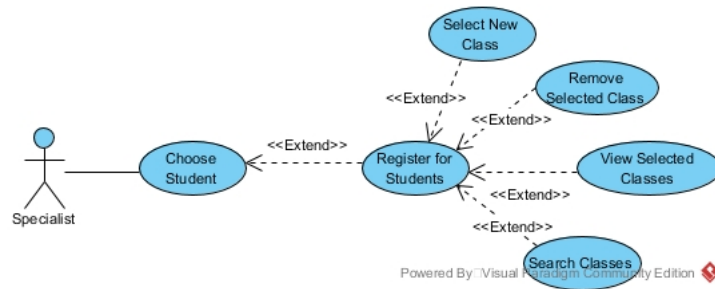 Select New
Class
<<Extend>>
Remove
Selected Class
<<Extend>>
<<Extend>>
Choose
Student
Register for
Students
View Selected
Classes
<<Extend>>
Specialist
<<Extend>>
Search Classes
Powered By Visual Paradigm Community Edition